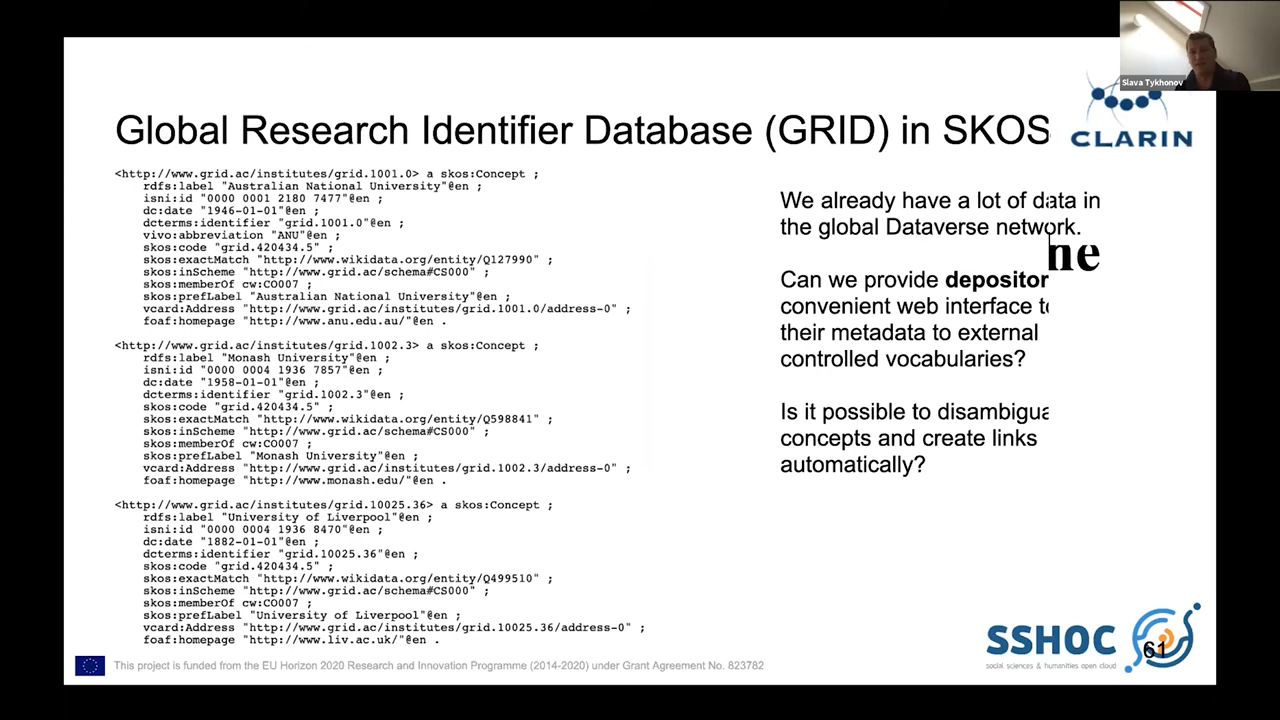 Slava Tykhonov
CLARIN
Global Research Identifier Database (GRID) in SKOS
<http://www.grid.ac/institutes/grid.1001.0> a skos:Concept ;
rdfs:label "Australian National University"@en ;
isni:id "0000 0001 2180 7477"@en ;
dc:date "1946-01-01"@en ;
dcterms:identifier "grid.1001.0"@en ;
vivo:abbreviation "ANU"@en ;
skos:code "grid.420434.5" ;
skos:exactMatch "http://www.wikidata.org/entity/Q127990" ;
skos:inScheme "http://www.grid.ac/schema#CS000" ;
skos:memberOf cw:CO007 ;
skos:prefLabel "Australian National University"@en ;
vcard:Address "http://www.grid.ac/institutes/grid.1001.0/address-0" ;
foaf:homepage "http://www.anu.edu.au/"@en .
<http://www.grid.ac/institutes/grid.1002.3> a skos:Concept ;
rdfs:label "Monash University"@en ;
isni:id "0000 0004 1936 7857"@en ;
dc:date "1958-01-01"@en ;
dcterms:identifier "grid.1002.3"@en ;
skos:code "grid.420434.5" ;
skos:exactMatch "http://www.wikidata.org/entity/Q598841" ;
skos:inScheme "http://www.grid.ac/schema#CS000" ;
skos:memberOf cw:CO007 ;
skos:prefLabel "Monash University"@en ;
vcard:Address "http://www.grid.ac/institutes/grid.1002.3/address-0" ;
foaf:homepage "http://www.monash.edu/"@en .
<http://www.grid.ac/institutes/grid.10025.36> a skos:Concept ;
rdfs:label "University of Liverpool"@en ;
isni:id "0000 0004 1936 8470"@en ;
dc:date "1882-01-01"@en ;
dcterms:identifier "grid.10025.36"@en ;
skos:code "grid.420434.5" ;
skos:exactMatch "http://www.wikidata.org/entity/Q499510" ;
skos:inScheme "http://www.grid.ac/schema#CS000" ;
skos:memberOf cw:CO007 ;
skos:prefLabel "University of Liverpool"@en ;
vcard:Address "http://www.grid.ac/institutes/grid.10025.36/address-0" ;
foaf:homepage "http://www.liv.ac.uk/"@en .
We already have a lot of data in
the global Dataverse network.
ne
Can we provide depositor
convenient web interface to
their metadata to external
controlled vocabularies?
Is it possible to disambigua
concepts and create links
automatically?
This project is funded from the EU Horizon 2020 Research and Innovation Programme (2014-2020) under Grant Agreement No. 823782
SSHOC
social sciences & humanities open cloud
61